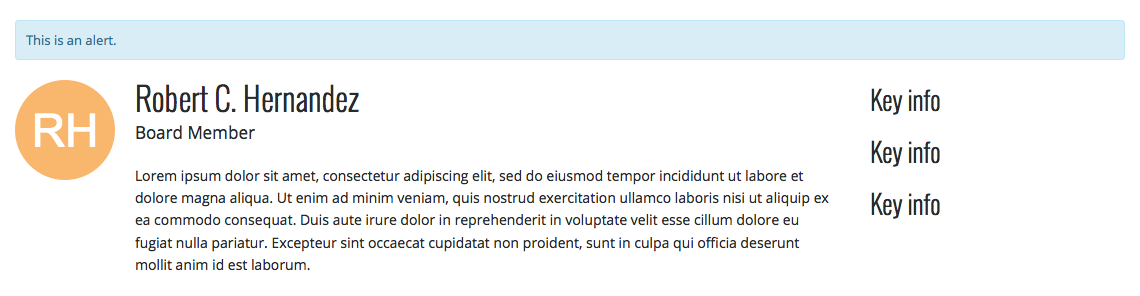 This is an alert.
RH
Robert C. Hernandez
Board Member
Lorem ipsum dolor sit amet, consectetur adipiscing elit, sed do eiusmod tempor incididunt ut labore et
dolore magna aliqua. Ut enim ad minim veniam, quis nostrud exercitation ullamco laboris nisi ut aliquip ex
ea commodo consequat. Duis aute irure dolor in reprehenderit in voluptate velit esse cillum dolore eu
fugiat nulla pariatur. Excepteur sint occaecat cupidatat non proident, sunt in culpa qui officia deserunt
mollit anim id est laborum.
Key info
Key info
Key info